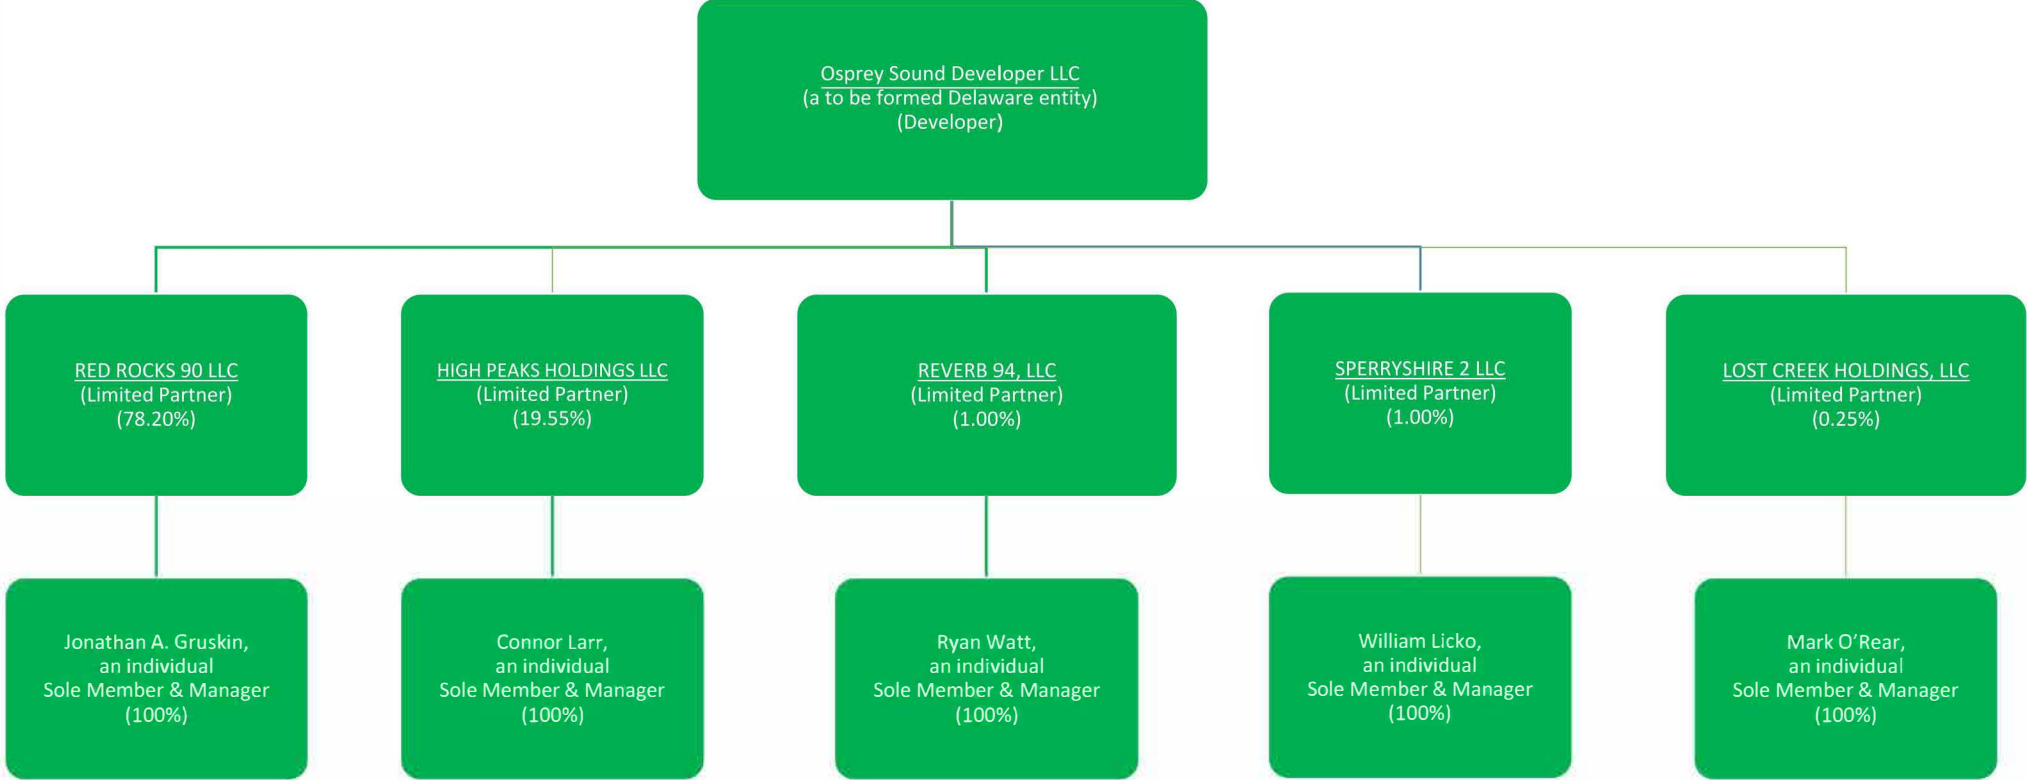 Osprey Sound Developer LLC
(a to be formed Delaware entity)
(Developer)
RED ROCKS 90 LLC
(Limited Partner)
(78.20%)
HIGH PEAKS HOLDINGS LLC
(Limited Partner)
(19.55%)
REVERB 94, LLC
(Limited Partner)
(1.00%)
SPERRYSHIRE 2 LLC
(Limited Partner)
(1.00%)
LOST CREEK HOLDINGS, LLC
(Limited Partner)
(0.25%)
Jonathan A. Gruskin,
an individual
Sole Member & Manager
(100%)
Connor Larr,
an individual
Sole Member & Manager
(100%)
Ryan Watt,
an individual
Sole Member & Manager
(100%)
William Licko,
an individual
Sole Member & Manager
(100%)
Mark O’Rear,
an individual
Sole Member & Manager
(100%)